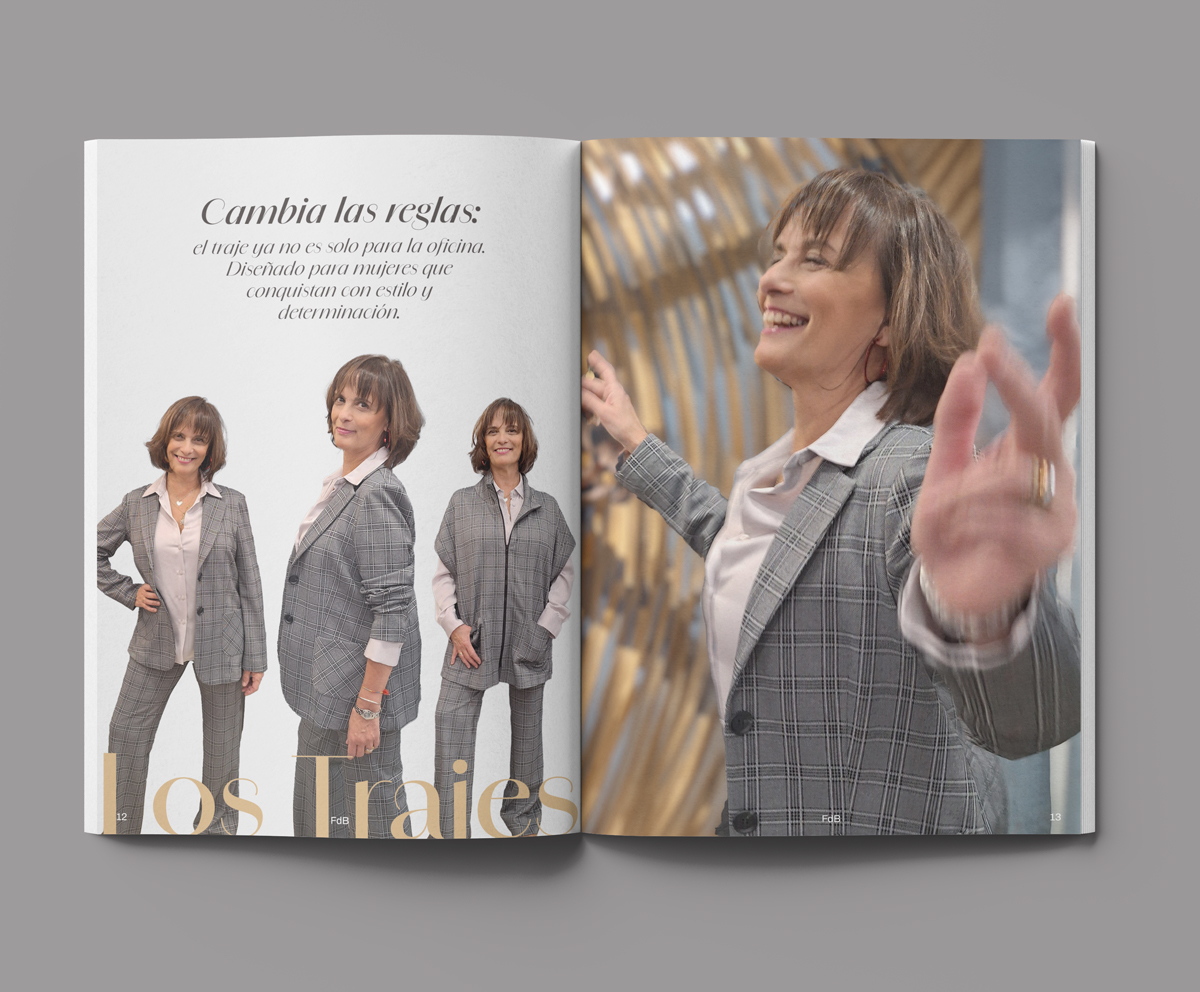 Cambia las reglas:
el traje ya no es solo para la oficina.
Diseñado para mujeres que
conquistan con estilo y
determinación.
Los Trajes
12
FdB
FdB
13